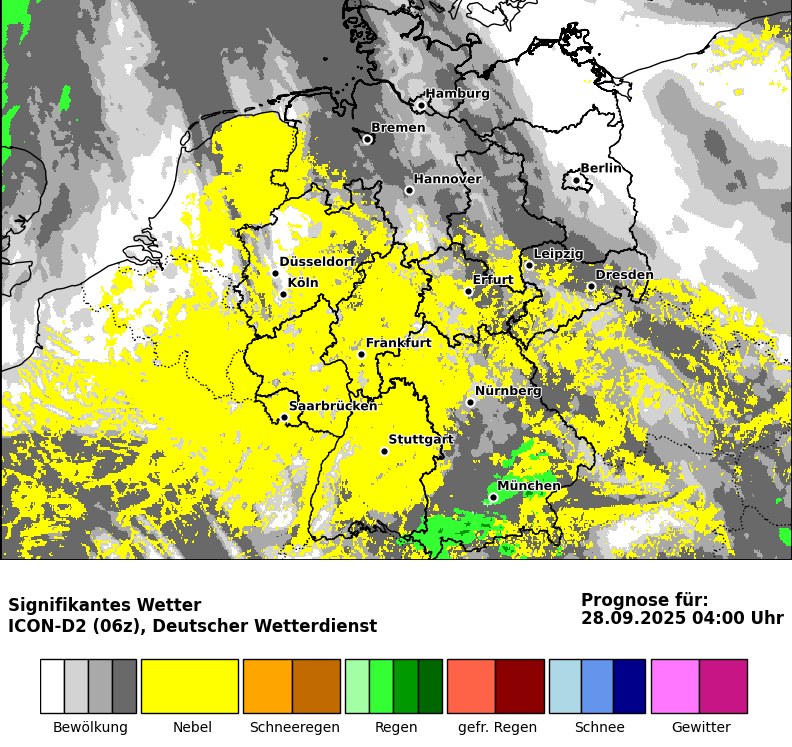 Hamburg
Bremen
Berlin
Hannover
Leipzig
Düsseldorf
Dresden
Köln
Erfurt
Frankfurt
Nürnberg
Saarbrücken
Stuttgart
München
Signifikantes Wetter
ICON-D2 (06z), Deutscher Wetterdienst
Prognose für:
28.09.2025 04:00 Uhr
Bewölkung
Nebel
Schneeregen
Regen
gefr. Regen
Schnee
Gewitter